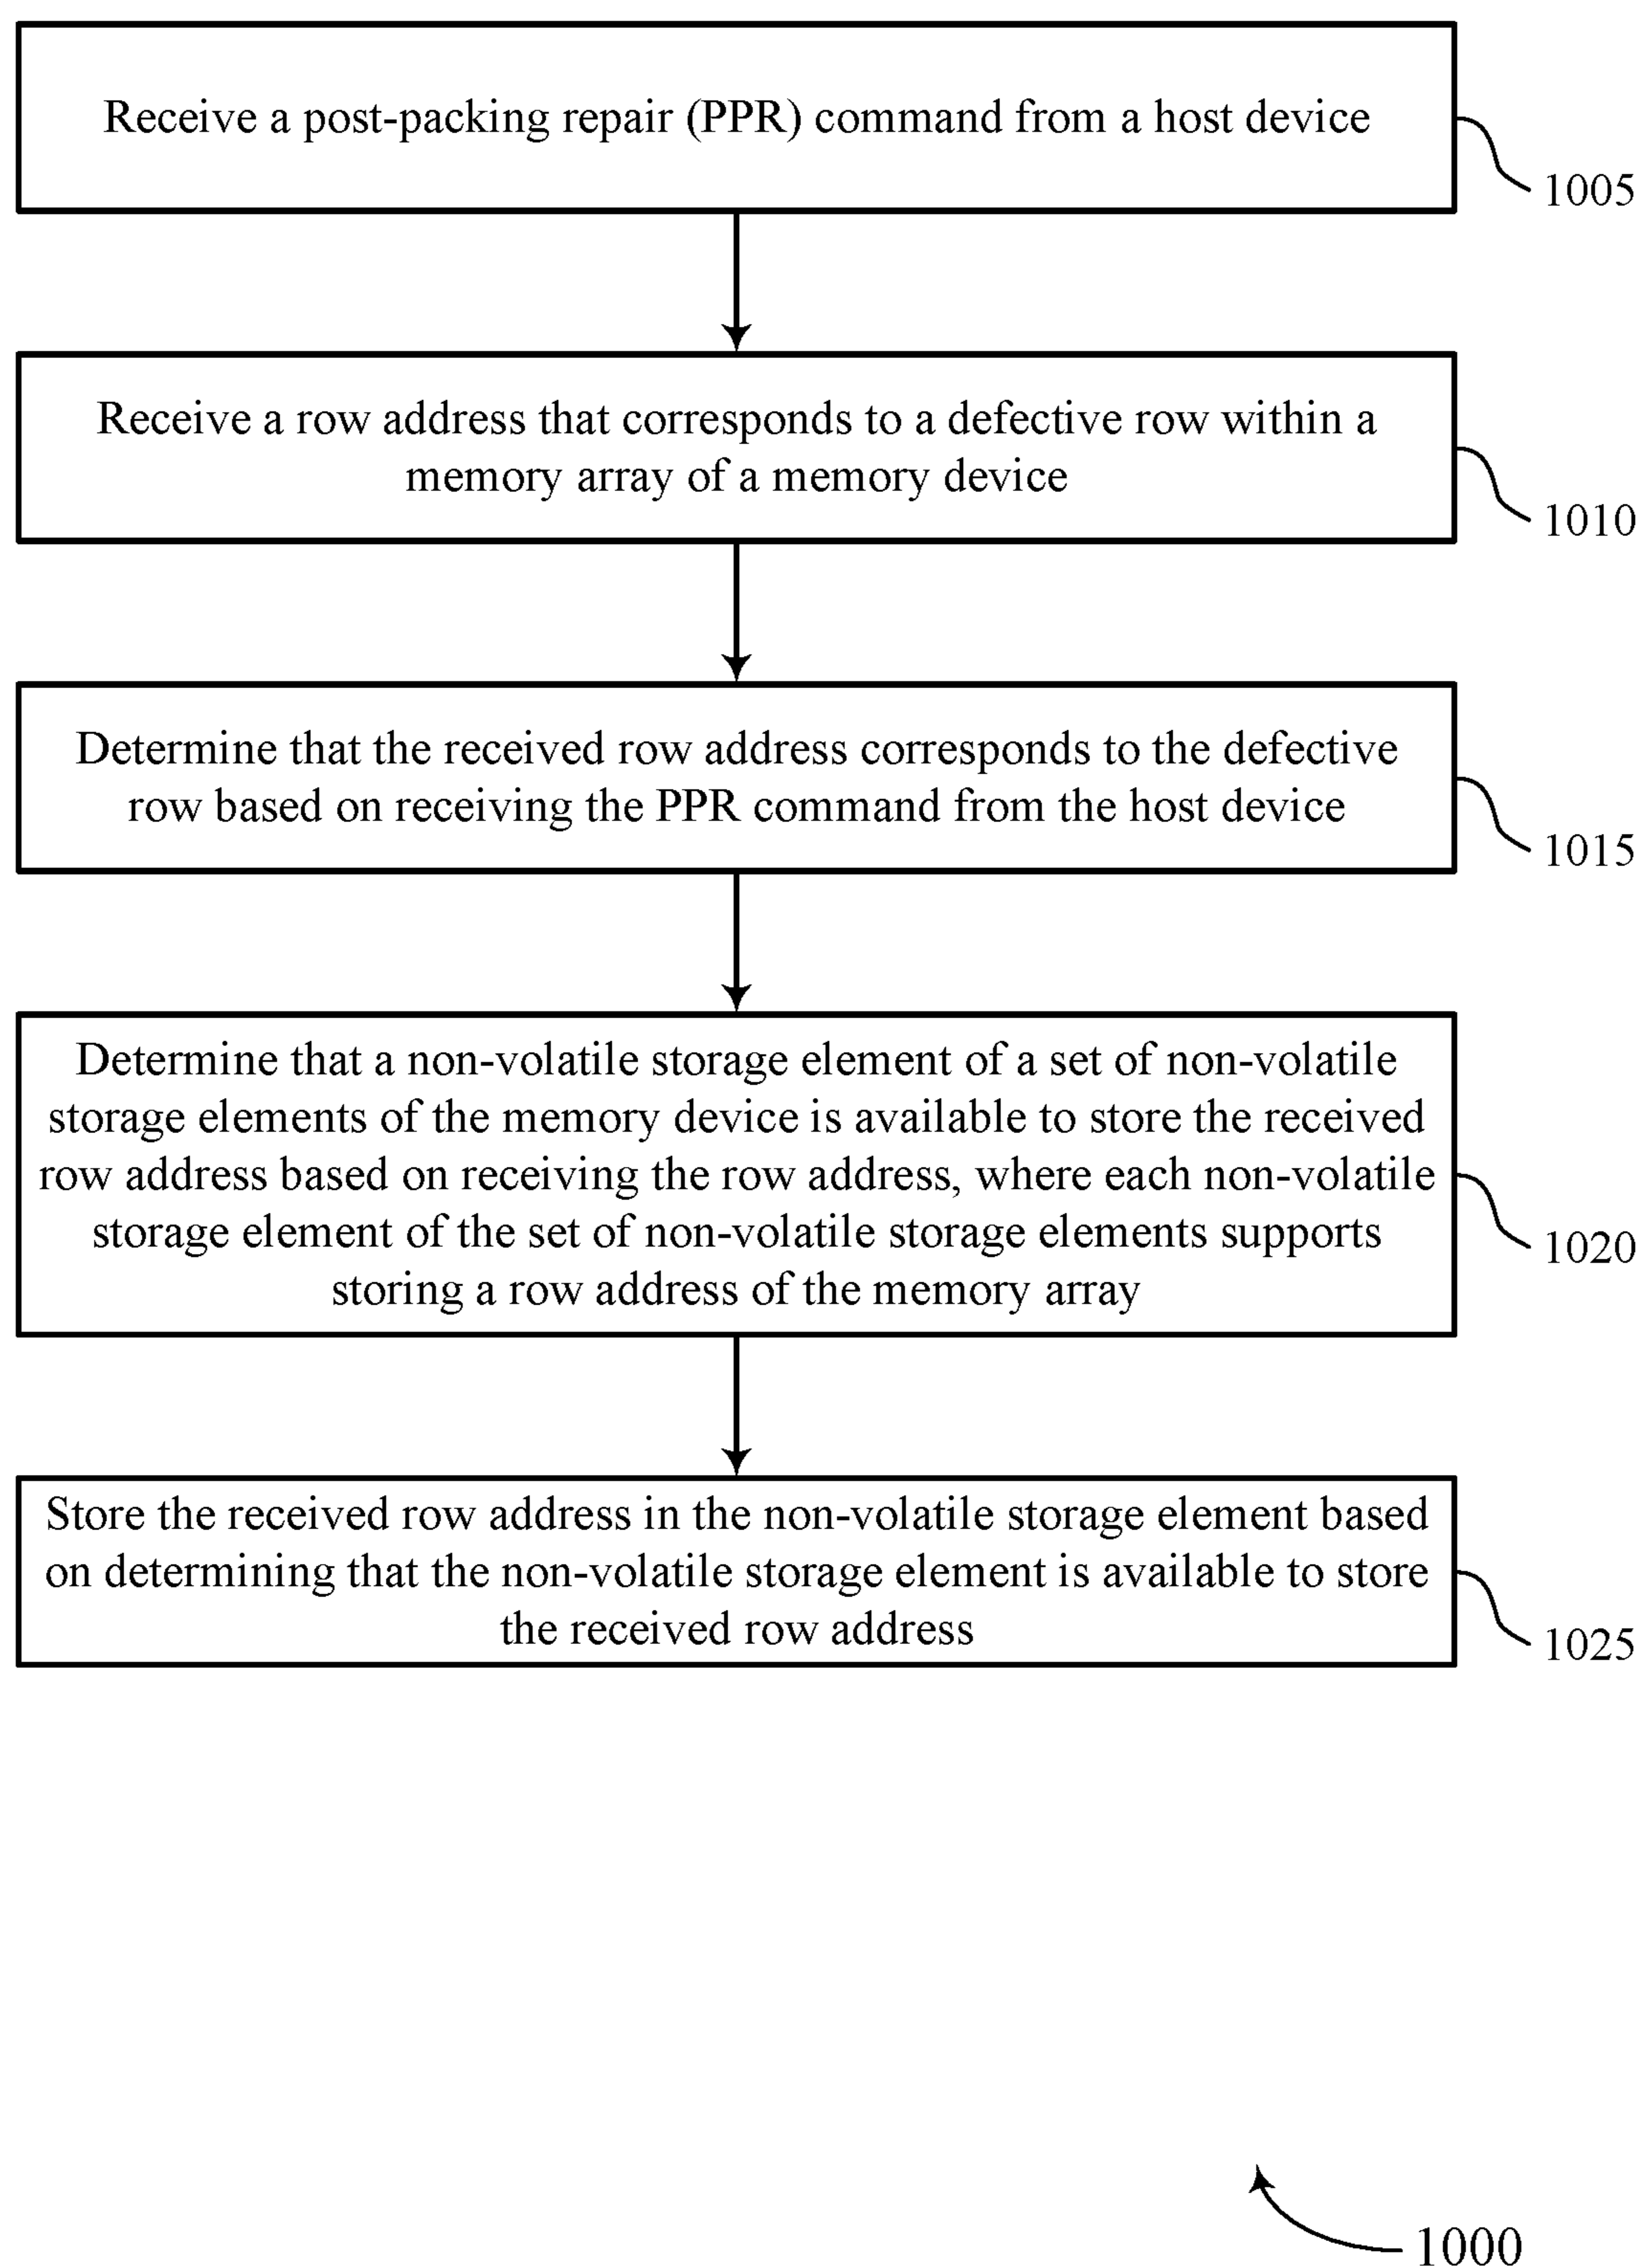 Receive a post-packing repair (PPR) command from a host device
1005
Receive a row address that corresponds to a defective row within a
memory array of a memory device
1010
Determine that the received row address corresponds to the defective
row based on receiving the PPR command from the host device
1015
Determine that a non-volatile storage element of a set of non-volatile
storage elements of the memory device is available to store the received
row address based on receiving the row address, where each non-volatile
storage element of the set of non-volatile storage elements supports
storing a row address of the memory array
1020
Store the received row address in the non-volatile storage element based
on determining that the non-volatile storage element is available to store
the received row address
1025
1000